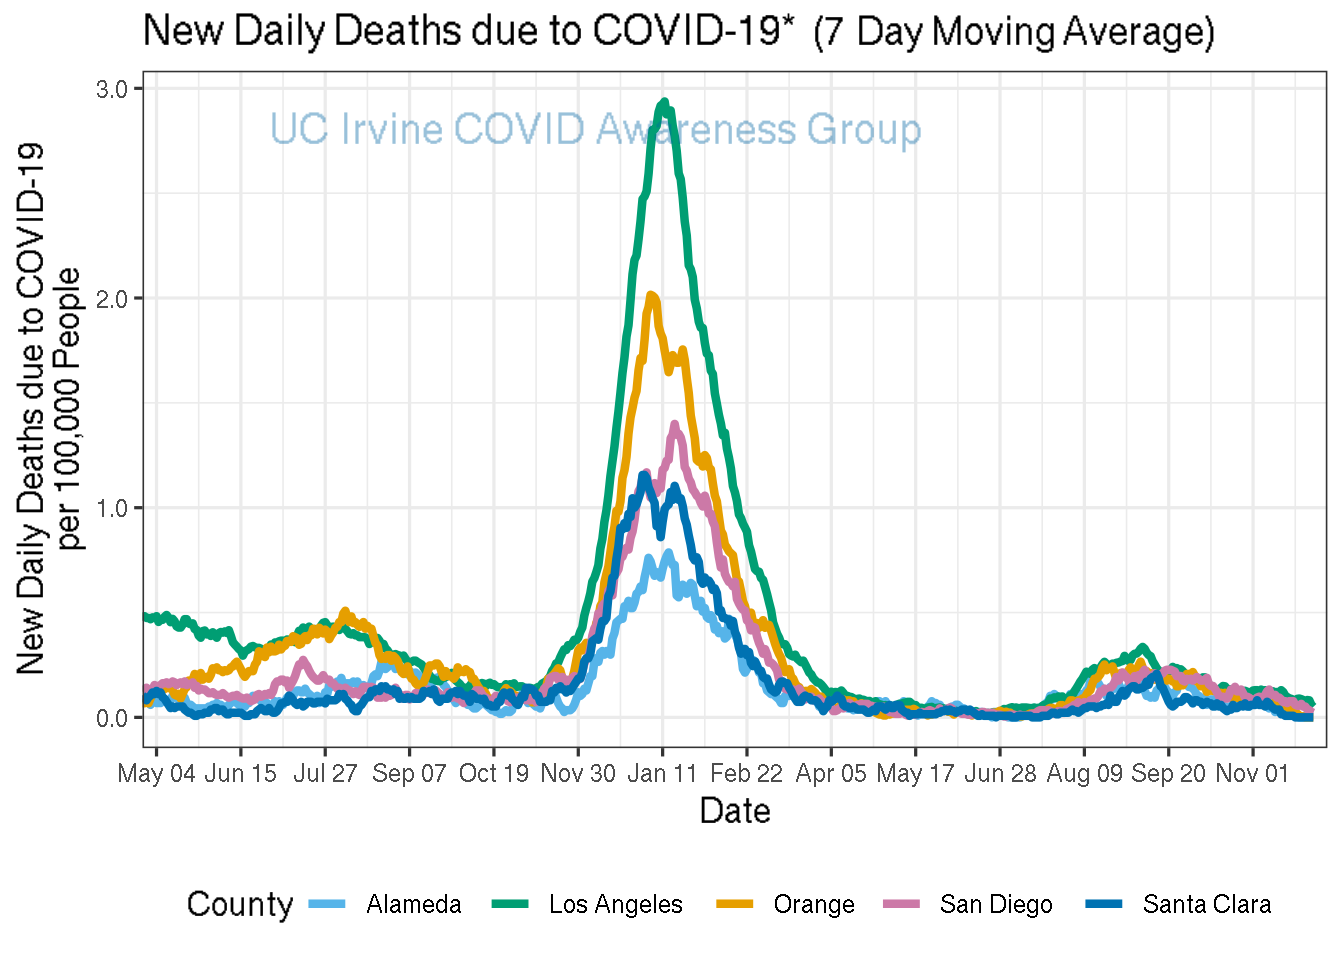 New Daily Deaths due to COVID-19* (7 Day Moving Average)
UC Irvine COVID Awareness Group
New Daily Deaths due to COVID-19
per 100,000 People
3.0
2.0
1.0
0.0
May 04 Jun 15 Jul 27 Sep 07 Oct 19 Nov 30 Jan 11 Feb 22 Apr 05 May 17 Jun 28 Aug 09 Sep 20 Nov 01
Date
County Alameda Los Angeles Orange San Diego Santa Clara